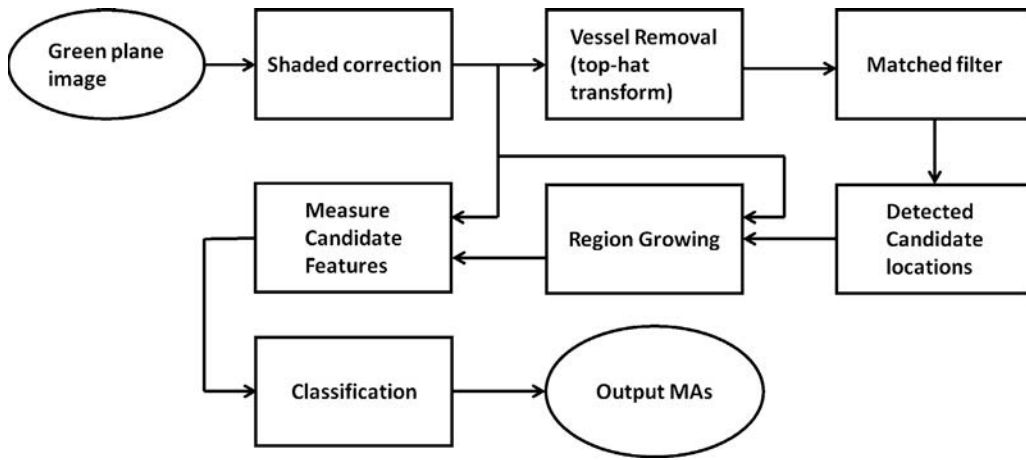 Green plane
image
Shaded correction
Vessel Removal
(top-hat
transform)
Matched filter
Measure
Candidate
Features
Region Growing
Detected
Candidate
locations
Classification
Output MAs